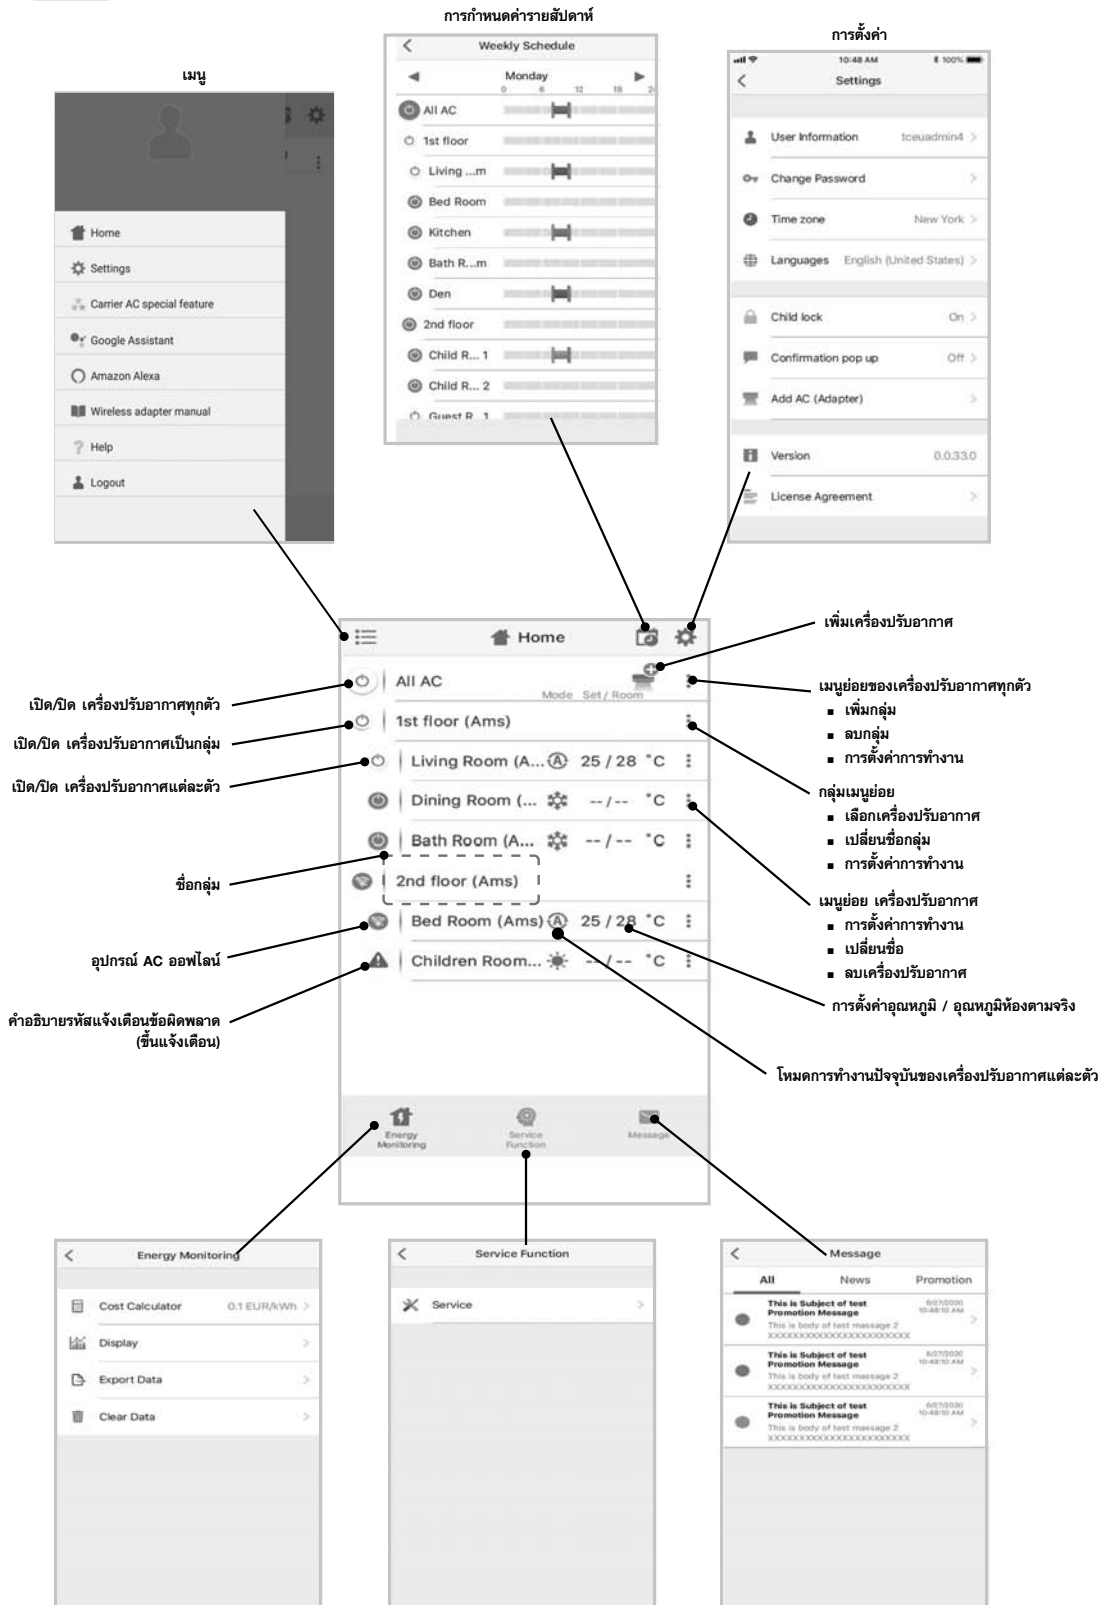 การกำหนดค่ารายสัปดาห์
Weekly Schedule
Monday
0 6 12 18
All AC
1st floor
Living ...m
Bed Room
Kitchen
Bath R...m
Den
2nd floor
Child R... 1
Child R... 2
Guest R...1
การตั้งค่า
10:48 AM
100%
Settings
User Information tceuadmin4
Change Password
Time zone New York
Languages English (United States)
Child lock On
Confirmation pop up Off
Add AC (Adapter)
Version 0.0.33.0
License Agreement
เมนู
Home
Settings
Carrier AC special feature
Google Assistant
Amazon Alexa
Wireless adapter manual
Help
Logout
Home
All AC
Mode Set / Room
1st floor (Ams)
Living Room (A... A 25 / 28 °C
Dining Room (... -- / -- °C
Bath Room (A... -- / -- °C
2nd floor (Ams)
Bed Room (Ams) A 25 / 28 °C
Children Room... -- / -- °C
Energy Monitoring
Service Function
Message
เปิด/ปิด เครื่องปรับอากาศทุกตัว
เปิด/ปิด เครื่องปรับอากาศเป็นกลุ่ม
เปิด/ปิด เครื่องปรับอากาศแต่ละตัว
ชื่อกลุ่ม
อุปกรณ์ AC ออฟไลน์
คำอธิบายรหัสแจ้งเตือนข้อผิดพลาด
(ขึ้นแจ้งเตือน)
เพิ่มเครื่องปรับอากาศ
เมนูย่อยของเครื่องปรับอากาศทุกตัว
▪ เพิ่มกลุ่ม
▪ ลบกลุ่ม
▪ การตั้งค่าการทำงาน
กลุ่มเมนูย่อย
▪ เลือกเครื่องปรับอากาศ
▪ เปลี่ยนชื่อกลุ่ม
▪ การตั้งค่าการทำงาน
เมนูย่อย เครื่องปรับอากาศ
▪ การตั้งค่าการทำงาน
▪ เปลี่ยนชื่อ
▪ ลบเครื่องปรับอากาศ
การตั้งค่าอุณหภูมิ / อุณหภูมิห้องตามจริง
โหมดการทำงานปัจจุบันของเครื่องปรับอากาศแต่ละตัว
Energy Monitoring
Cost Calculator 0.1 EUR/kWh
Display
Export Data
Clear Data
Service Function
Service
Message
All News Promotion
This is Subject of test 6/27/2020
Promotion Message 10:48:10 AM
This is body of test massage 2
XXXXXXXXXXXXXXXXXXXXXXX
This is Subject of test 6/27/2020
Promotion Message 10:48:10 AM
This is body of test massage 2
XXXXXXXXXXXXXXXXXXXXXXX
This is Subject of test 6/27/2020
Promotion Message 10:48:10 AM
This is body of test massage 2
XXXXXXXXXXXXXXXXXXXXXXX